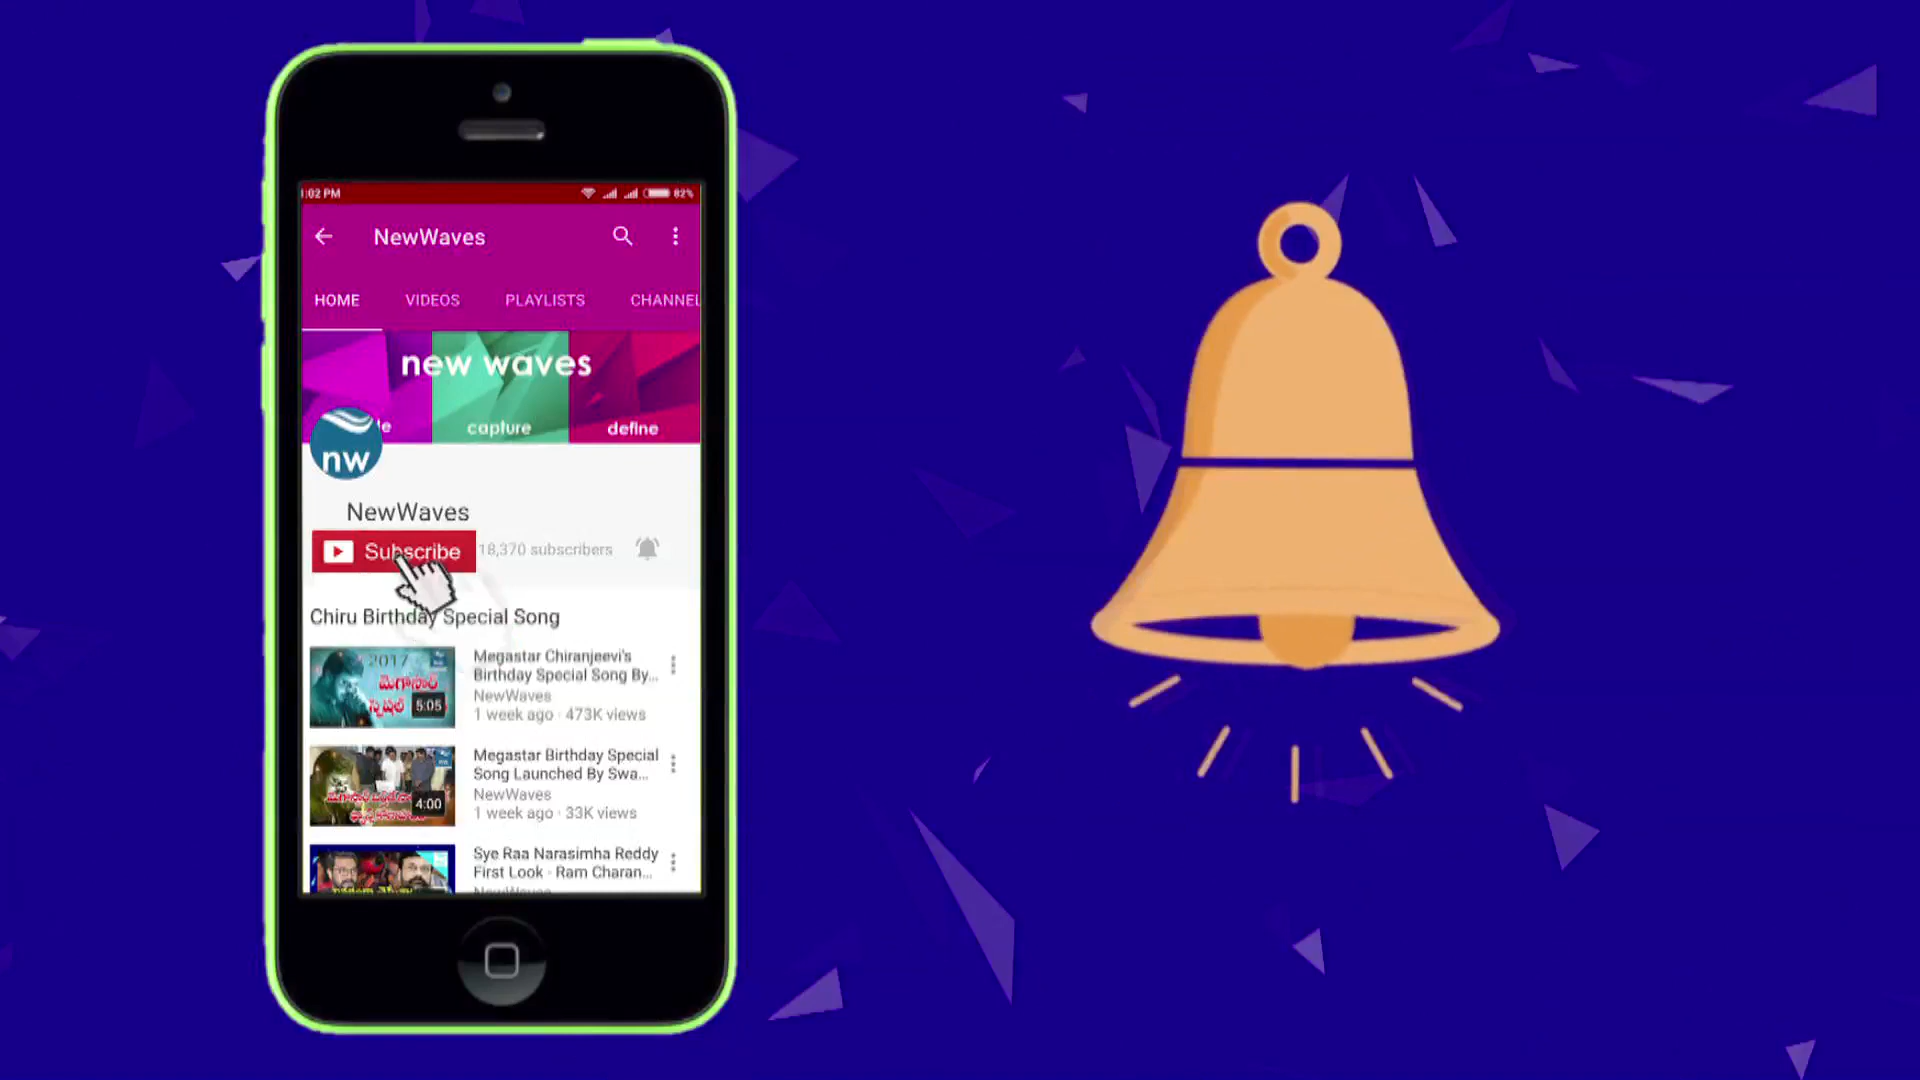 1:02 PM
82%
NewWaves
HOME VIDEOS PLAYLISTS CHANNEL
new waves
capture
define
nw
NewWaves
Subscribe 18,370 subscribers
Chiru Birthday Special Song
2017
మెగాస్టార్
స్పెషల్
5:05
Megastar Chiranjeevi's
Birthday Special Song By...
NewWaves
1 week ago · 473K views
4:00
Megastar Birthday Special
Song Launched By Swa...
NewWaves
1 week ago · 33K views
Sye Raa Narasimha Reddy
First Look - Ram Charan...
NewWaves